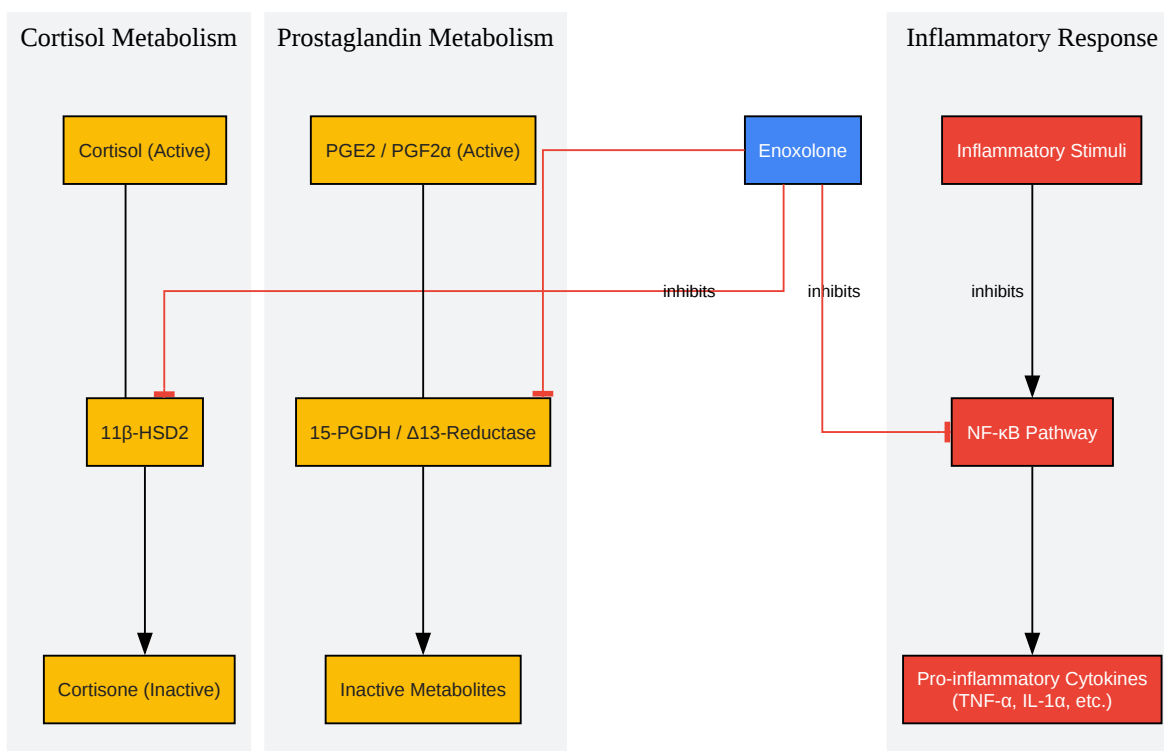 Cortisol Metabolism
Prostaglandin Metabolism
Inflammatory Response
Cortisol (Active)
PGE2 / PGF2α (Active)
Enoxolone
Inflammatory Stimuli
inhibits
inhibits
inhibits
11β-HSD2
15-PGDH / Δ13-Reductase
NF-κB Pathway
Cortisone (Inactive)
Inactive Metabolites
Pro-inflammatory Cytokines
(TNF-α, IL-1α, etc.)